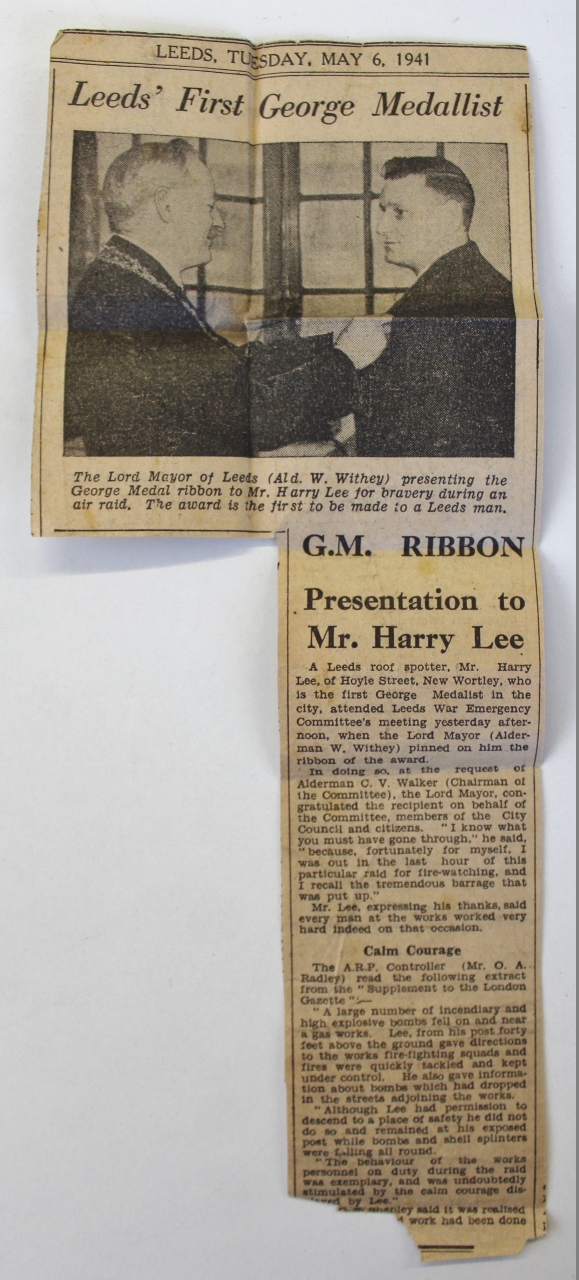 LEEDS, TUESDAY, MAY 6, 1941
Leeds' First George Medallist
The Lord Mayor of Leeds (Ald. W. Withey) presenting the
George Medal ribbon to Mr. Harry Lee for bravery during an
air raid. The award is the first to be made to a Leeds man.
G.M. RIBBON
Presentation to
Mr. Harry Lee
A Leeds roof spotter, Mr. Harry
Lee, of Hoyle Street, New Wortley, who
is the first George Medalist in the
city, attended Leeds War Emergency
Committee's meeting yesterday after-
noon, when the Lord Mayor (Alder-
man W. Withey) pinned on him the
ribbon of the award.
In doing so, at the request of
Alderman C. V. Walker (Chairman of
the Committee), the Lord Mayor, con-
gratulated the recipient on behalf of
the Committee, members of the City
Council and citizens. "I know what
you must have gone through," he said,
"because, fortunately for myself, I
was out in the last hour of this
particular raid for fire-watching, and
I recall the tremendous barrage that
was put up."
Mr. Lee, expressing his thanks, said
every man at the works worked very
hard indeed on that occasion.
Calm Courage
The A.R.P. Controller (Mr. O. A.
Radley) read the following extract
from the "Supplement to the London
Gazette":—
"A large number of incendiary and
high explosive bombs fell on and near
a gas works. Lee, from his post forty
feet above the ground gave directions
to the works fire-fighting squads and
fires were quickly tackled and kept
under control. He also gave informa-
tion about bombs which had dropped
in the streets adjoining the works.
"Although Lee had permission to
descend to a place of safety he did not
do so and remained at his exposed
post while bombs and shell splinters
were falling all round.
"The behaviour of the works
personnel on duty during the raid
was exemplary, and was undoubtedly
stimulated by the calm courage dis-
by Lee."
said it was realised
work had been done